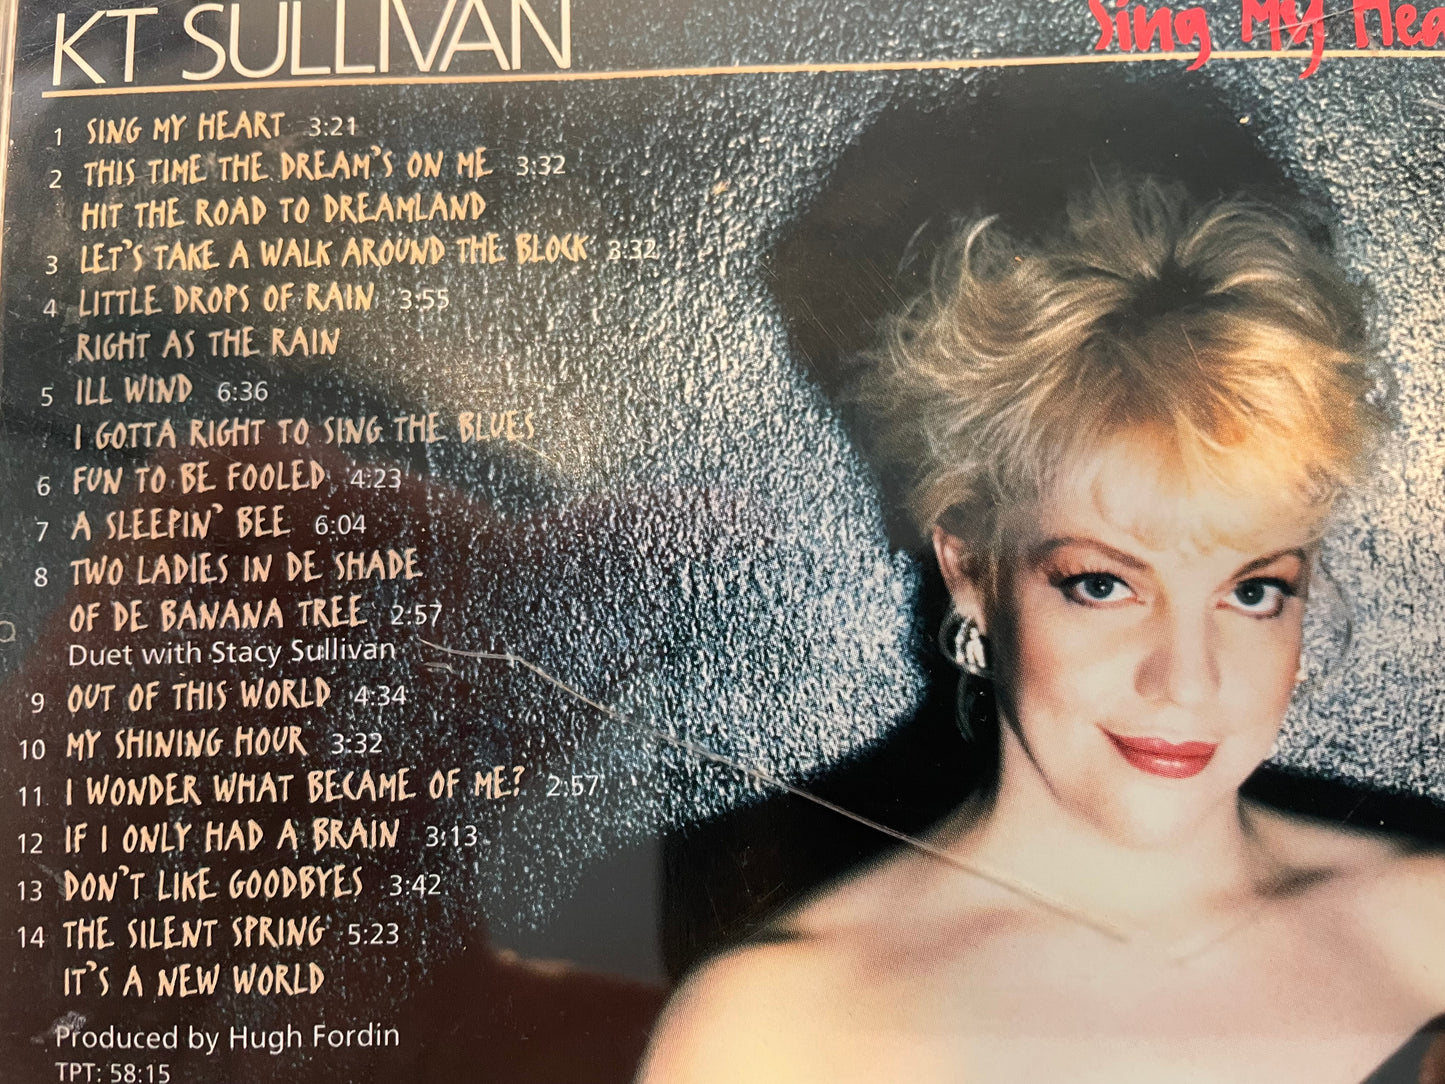 KT SULLIVAN
Sing My Hea
1 SING MY HEART 3:21
2 THIS TIME THE DREAM'S ON ME 3:32
HIT THE ROAD TO DREAMLAND
3 LET'S TAKE A WALK AROUND THE BLOCK 3:32
4 LITTLE DROPS OF RAIN 3:55
RIGHT AS THE RAIN
5 ILL WIND 6:36
I GOTTA RIGHT TO SING THE BLUES
6 FUN TO BE FOOLED 4:23
7 A SLEEPIN' BEE 6:04
8 TWO LADIES IN DE SHADE
OF DE BANANA TREE 2:57
Duet with Stacy Sullivan
9 OUT OF THIS WORLD 4:34
10 MY SHINING HOUR 3:32
11 I WONDER WHAT BECAME OF ME? 2:57
12 IF I ONLY HAD A BRAIN 3:13
13 DON'T LIKE GOODBYES 3:42
14 THE SILENT SPRING 5:23
IT'S A NEW WORLD
Produced by Hugh Fordin
TPT: 58:15